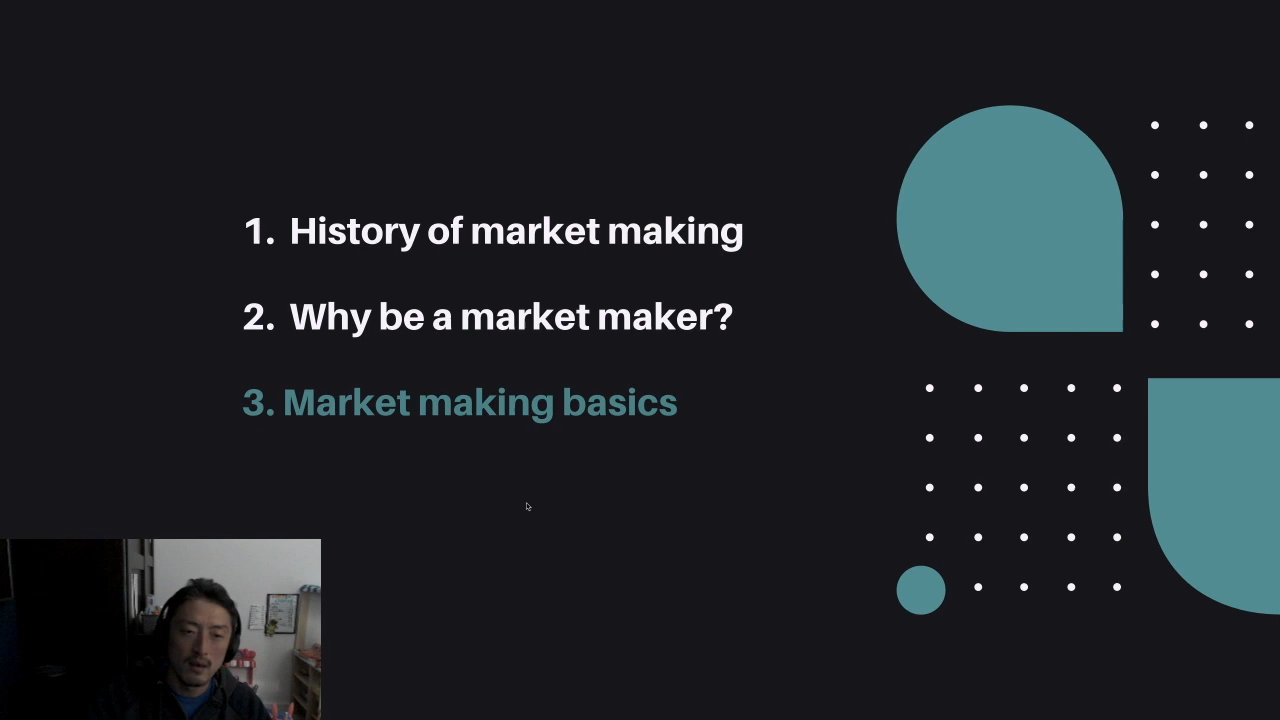 1. History of market making
2. Why be a market maker?
3. Market making basics